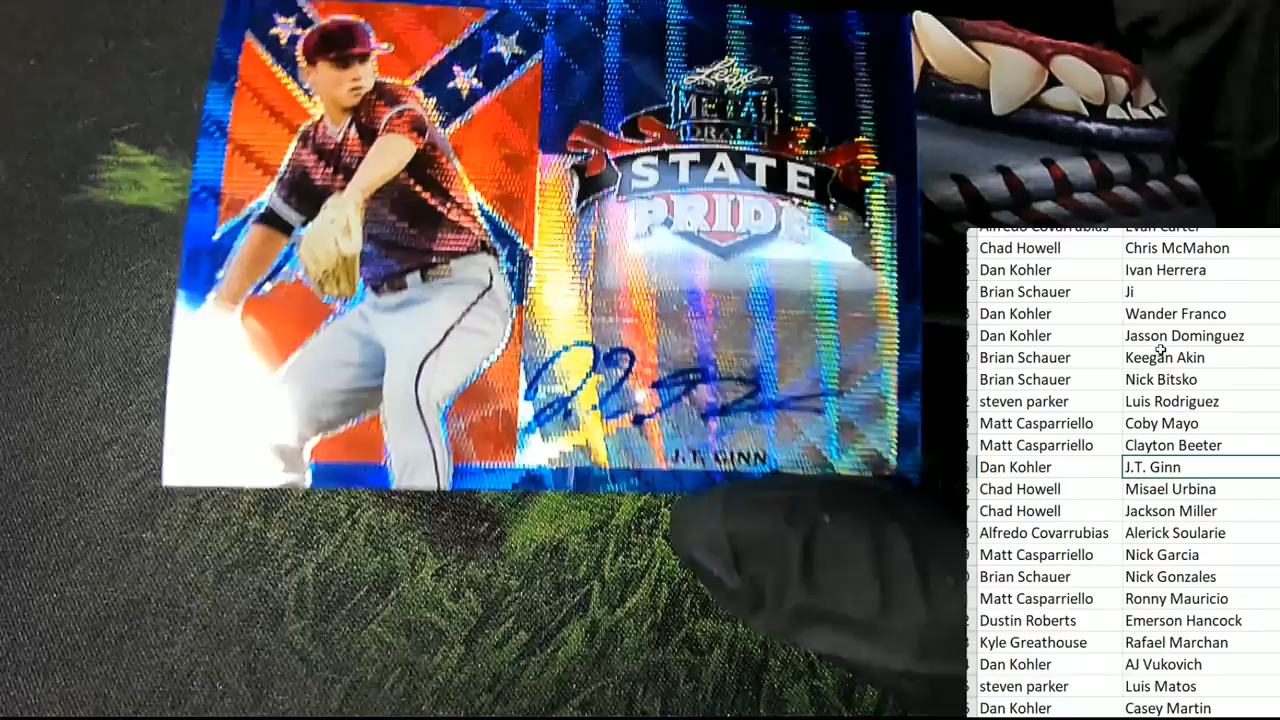 Leaf
METAL
DRAFT
STATE
PRIDE
J.T. GINN
Alfredo Covarrubias Evan Carter
Chad Howell Chris McMahon
Dan Kohler Ivan Herrera
Brian Schauer Ji
Dan Kohler Wander Franco
Dan Kohler Jasson Dominguez
Brian Schauer Keegan Akin
Brian Schauer Nick Bitsko
steven parker Luis Rodriguez
Matt Casparriello Coby Mayo
Matt Casparriello Clayton Beeter
Dan Kohler J.T. Ginn
Chad Howell Misael Urbina
Chad Howell Jackson Miller
Alfredo Covarrubias Alerick Soularie
Matt Casparriello Nick Garcia
Brian Schauer Nick Gonzales
Matt Casparriello Ronny Mauricio
Dustin Roberts Emerson Hancock
Kyle Greathouse Rafael Marchan
Dan Kohler AJ Vukovich
steven parker Luis Matos
Dan Kohler Casey Martin